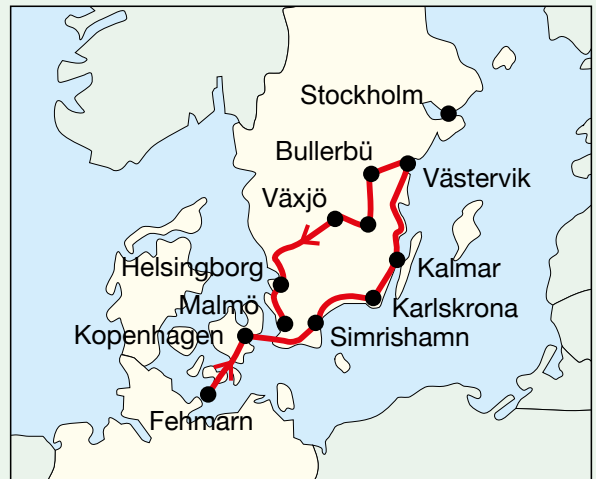 Stockholm
Bullerbü
Västervik
Växjö
Helsingborg
Kalmar
Malmö
Karlskrona
Kopenhagen
Simrishamn
Fehmarn